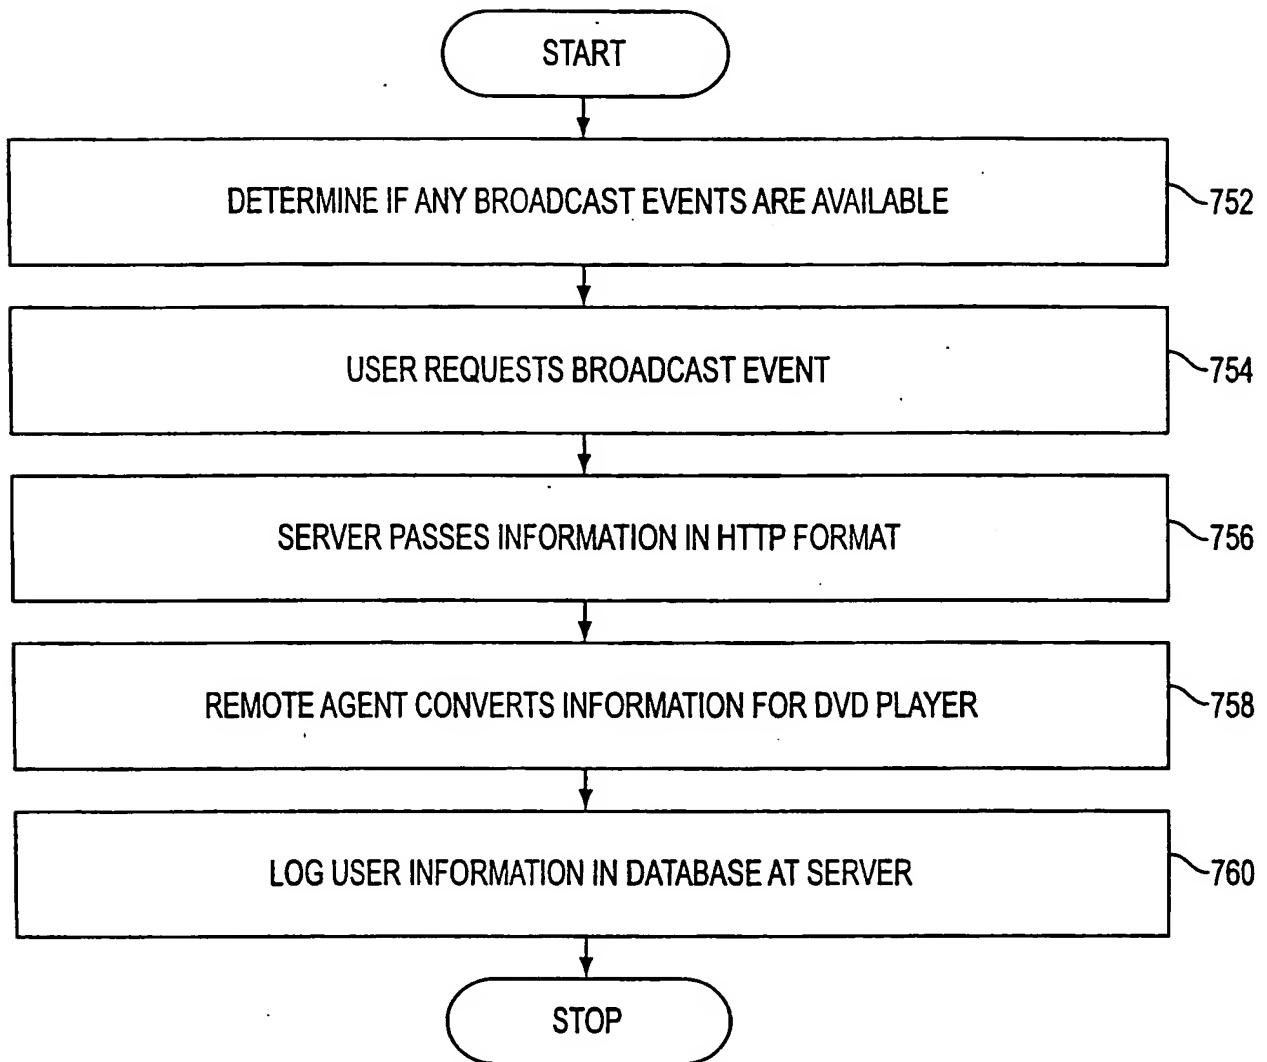 START
DETERMINE IF ANY BROADCAST EVENTS ARE AVAILABLE
752
USER REQUESTS BROADCAST EVENT
754
SERVER PASSES INFORMATION IN HTTP FORMAT
756
REMOTE AGENT CONVERTS INFORMATION FOR DVD PLAYER
758
LOG USER INFORMATION IN DATABASE AT SERVER
760
STOP